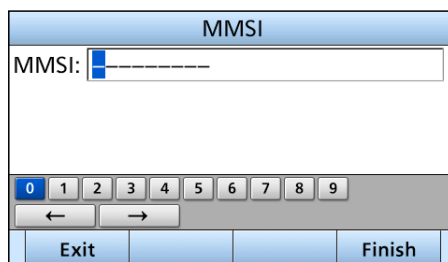 MMSI
MMSI: ---------
0 1 2 3 4 5 6 7 8 9
← →
Exit Finish